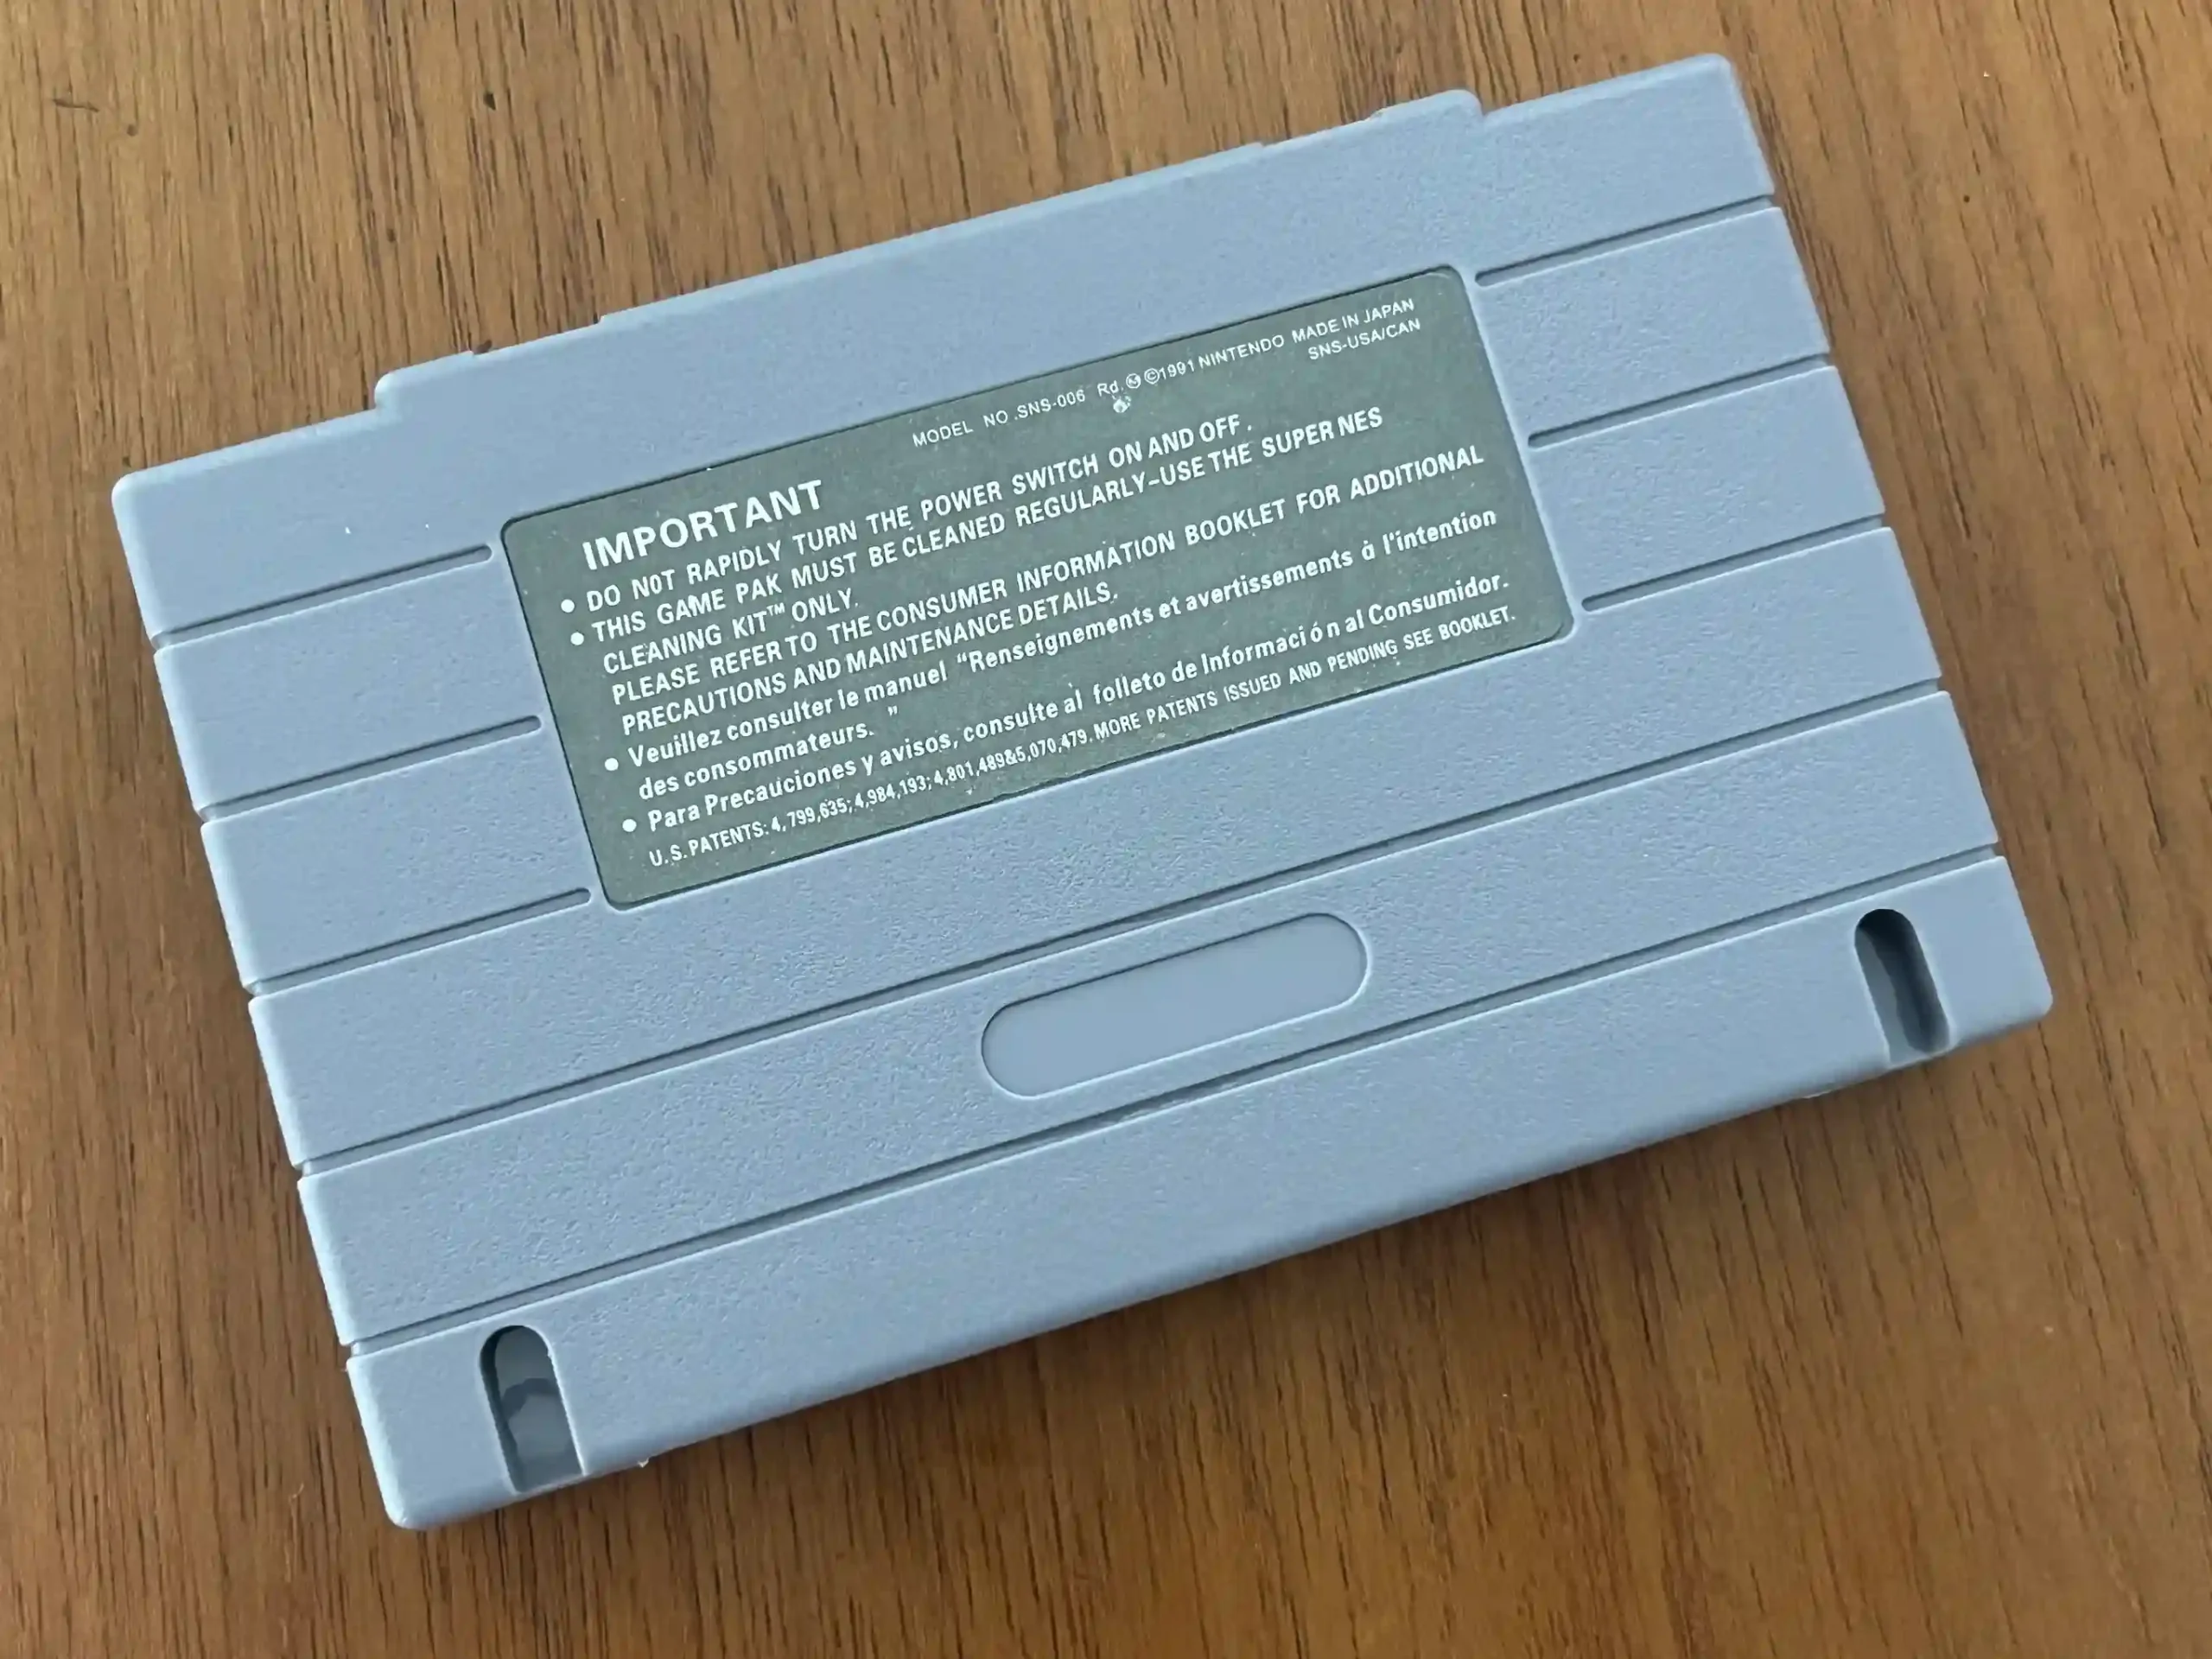 MODEL NO.SNS-006 Rd. Ⓜ ©1991 NINTENDO MADE IN JAPAN
SNS-USA/CAN
IMPORTANT
● DO NOT RAPIDLY TURN THE POWER SWITCH ON AND OFF.
● THIS GAME PAK MUST BE CLEANED REGULARLY-USE THE SUPER NES
CLEANING KIT™ ONLY.
PLEASE REFER TO THE CONSUMER INFORMATION BOOKLET FOR ADDITIONAL
PRECAUTIONS AND MAINTENANCE DETAILS.
● Veuillez consulter le manuel "Renseignements et avertissements à l'intention
des consommateurs. "
● Para Precauciones y avisos, consulte al folleto de Información al Consumidor.
U.S. PATENTS: 4,799,635; 4,984,193; 4,801,489&5,070,479. MORE PATENTS ISSUED AND PENDING SEE BOOKLET.